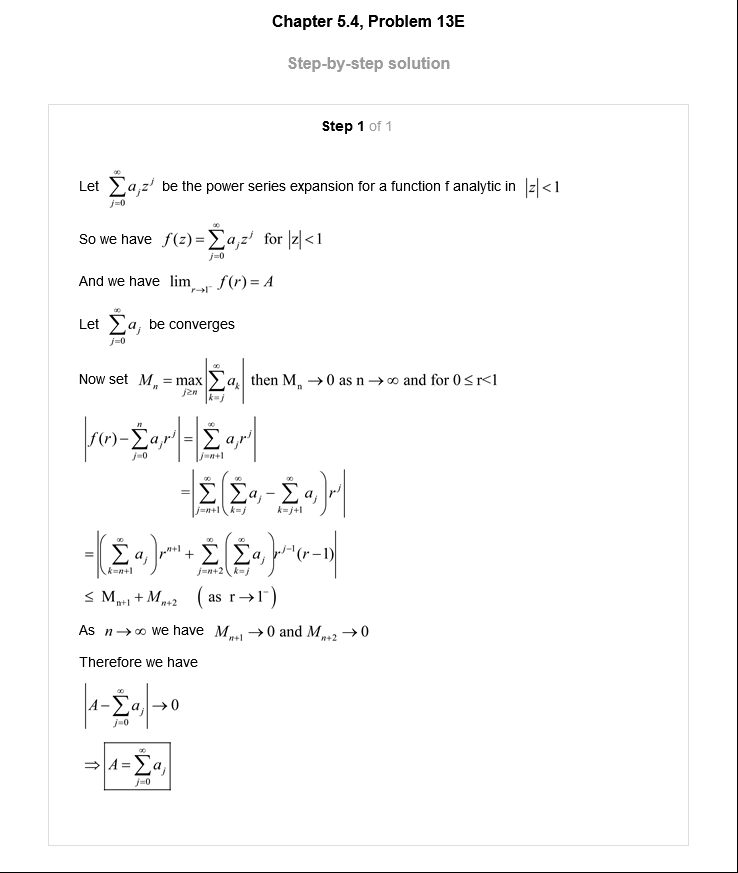 Chapter 5.4, Problem 13E
Step-by-step solution
Step 1 of 1
Let $\sum_{j=0}^{\infty} a_j z^j$ be the power series expansion for a function f analytic in $|z|<1$
So we have $f(z)=\sum_{j=0}^{\infty} a_j z^j$ for $|z|<1$
And we have $\lim_{r \to 1^-} f(r)=A$
Let $\sum_{j=0}^{\infty} a_j$ be converges
Now set $M_n = \max_{j \geq n} \left|\sum_{k=j}^{\infty} a_k\right|$ then $M_n \to 0$ as $n \to \infty$ and for $0 \leq r<1$
$\left|f(r)-\sum_{j=0}^{n} a_j r^j\right| = \left|\sum_{j=n+1}^{\infty} a_j r^j\right|$
$=\left|\sum_{j=n+1}^{\infty}\left(\sum_{k=j}^{\infty} a_j - \sum_{k=j+1}^{\infty} a_j\right) r^j\right|$
$=\left|\left(\sum_{k=n+1}^{\infty} a_j\right) r^{n+1} + \sum_{j=n+2}^{\infty}\left(\sum_{k=j}^{\infty} a_j\right) r^{j-1}(r-1)\right|$
$\leq M_{n+1}+M_{n+2}$ $\left(\text{as } r \to 1^-\right)$
As $n \to \infty$ we have $M_{n+1} \to 0$ and $M_{n+2} \to 0$
Therefore we have
$\left|A-\sum_{j=0}^{\infty} a_j\right| \to 0$
$\Rightarrow \boxed{A=\sum_{j=0}^{\infty} a_j}$